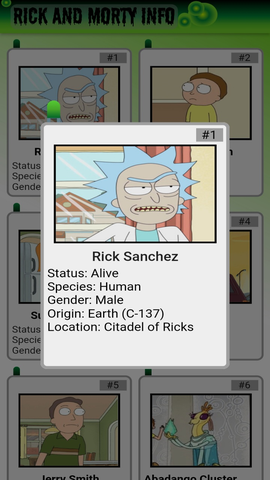 RICK AND MORTY INFO
#1
#2
#1
Rick Sanchez
Status: Alive
Species: Human
Gender: Male
Origin: Earth (C-137)
Location: Citadel of Ricks
Status
Specie
Gende
#4
Su
Status
Specie
Gende
#5
#6
Jerry Smith
Abadango Cluster